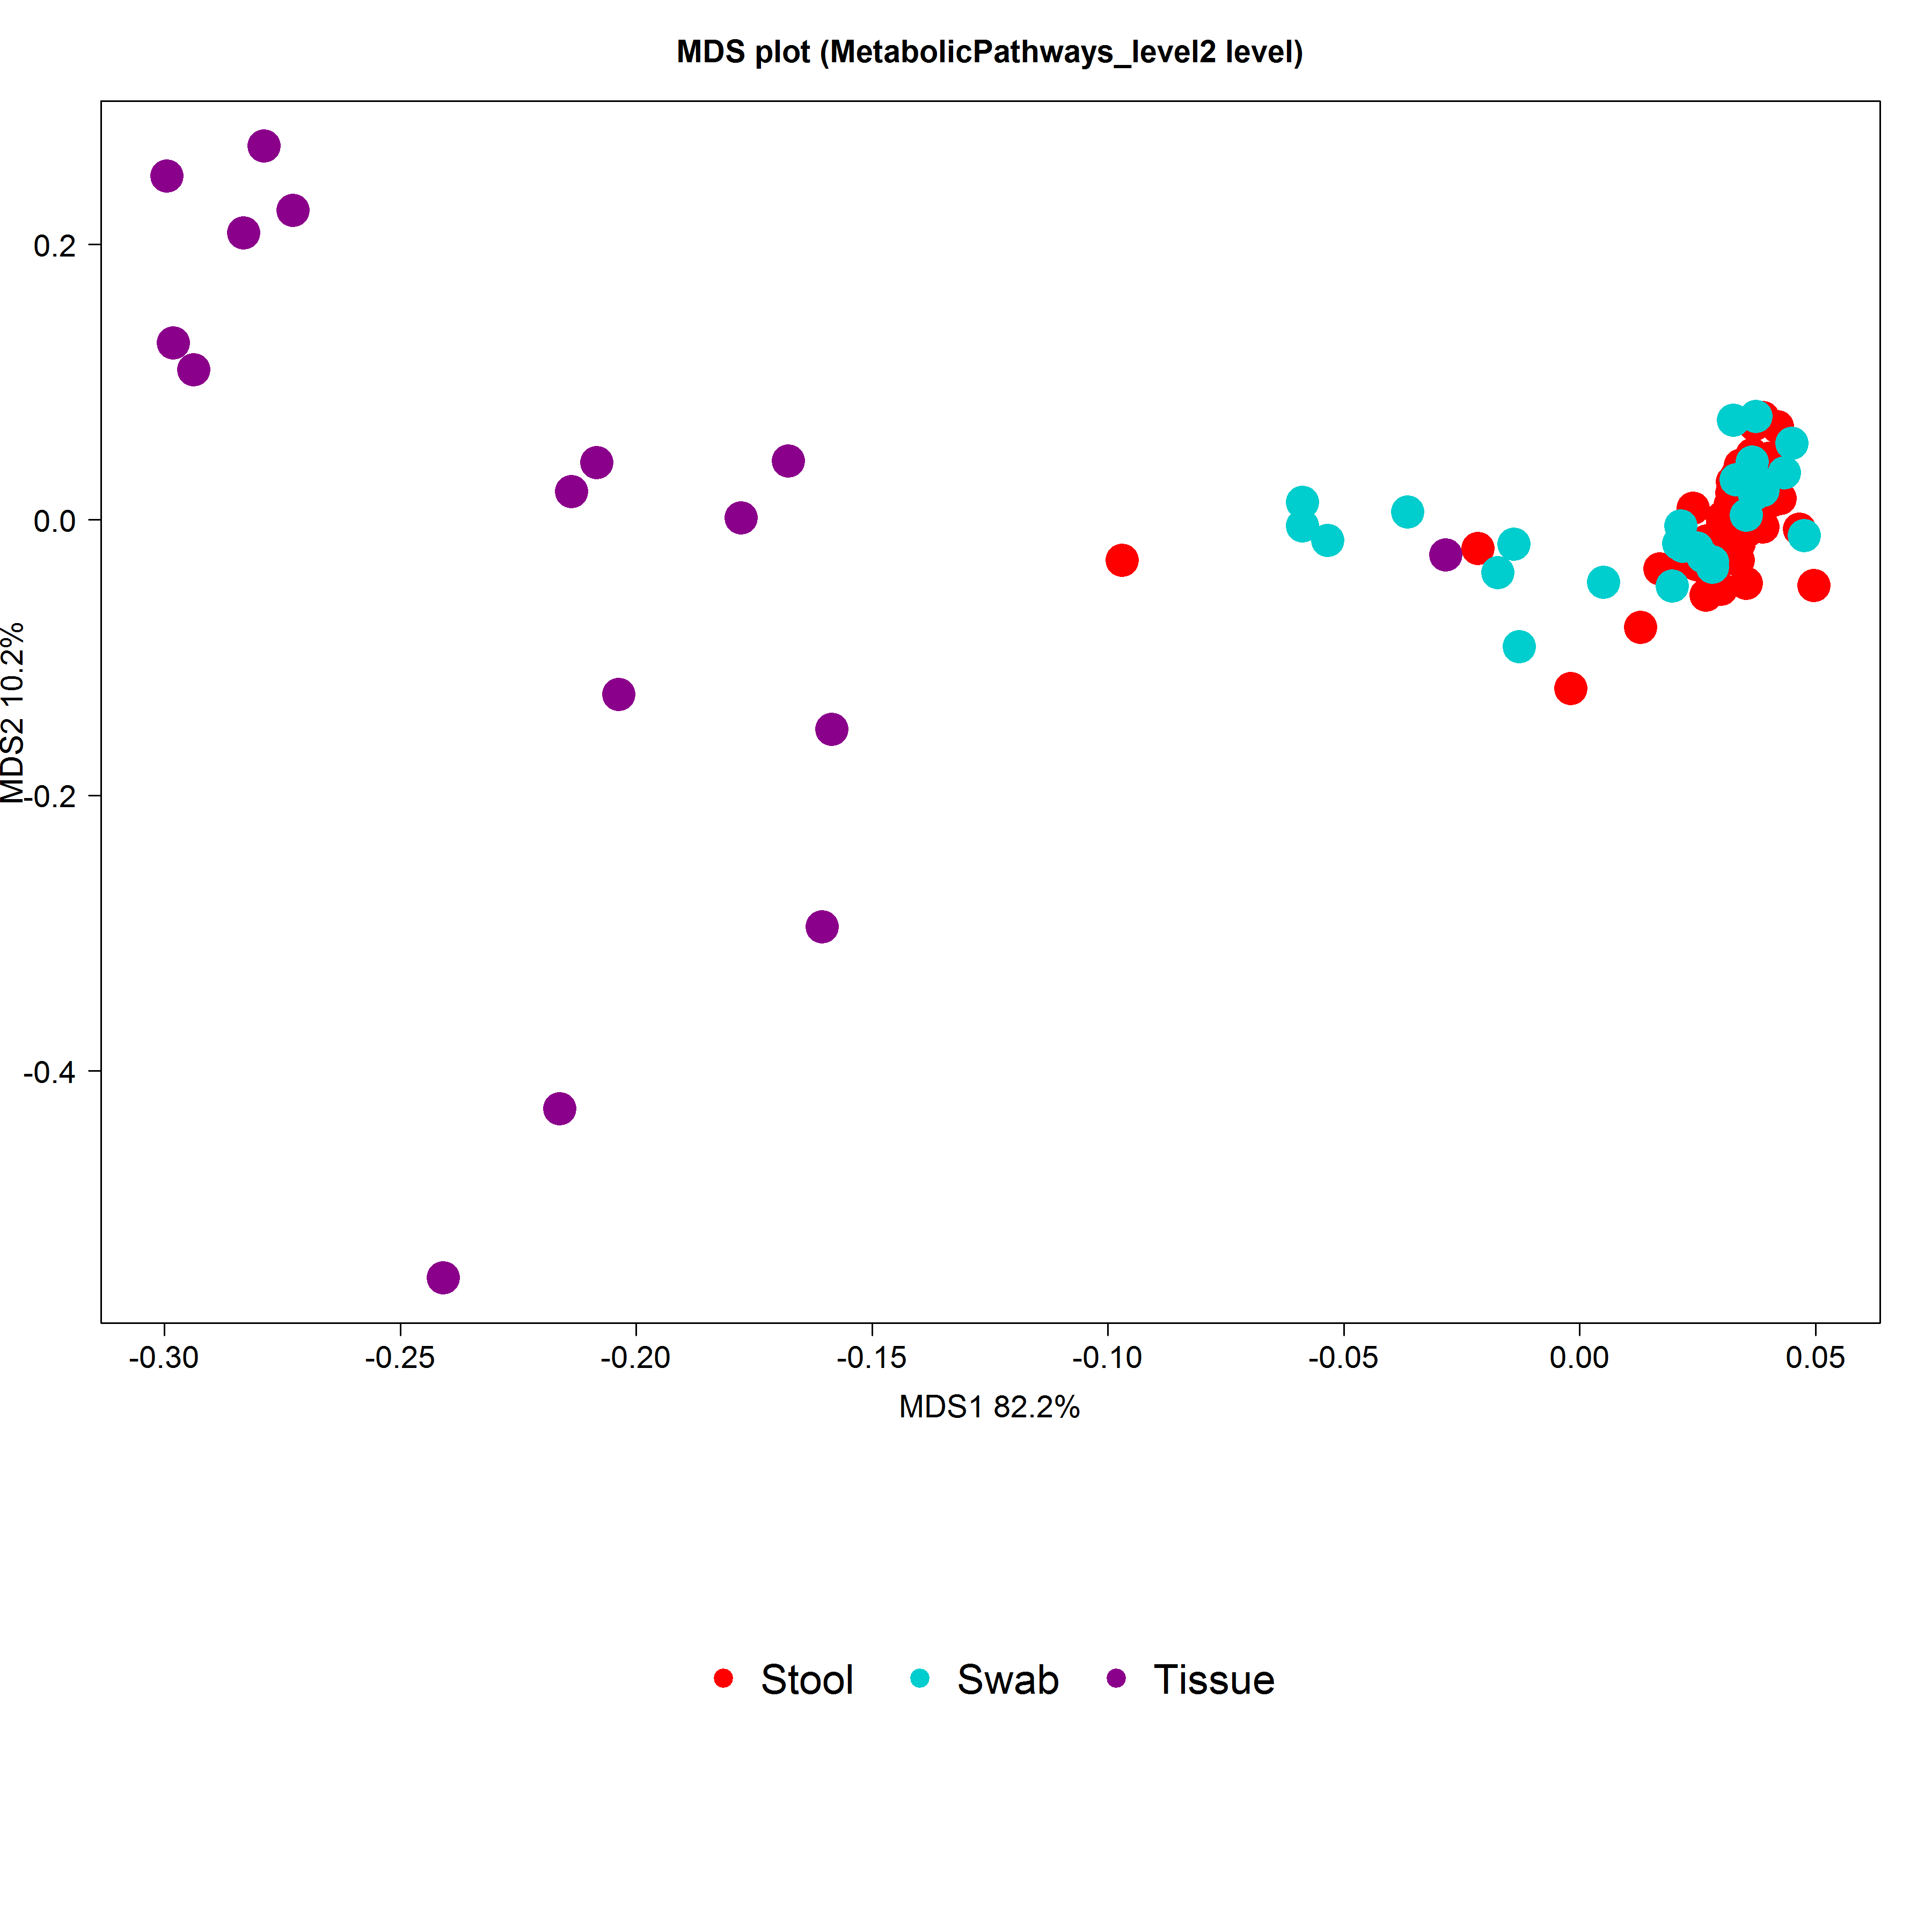 MDS plot (MetabolicPathways_level2 level)
0.2
0.0
-0.2
-0.4
MDS2 10.2%
-0.30 -0.25 -0.20 -0.15 -0.10 -0.05 0.00 0.05
MDS1 82.2%
Stool Swab Tissue